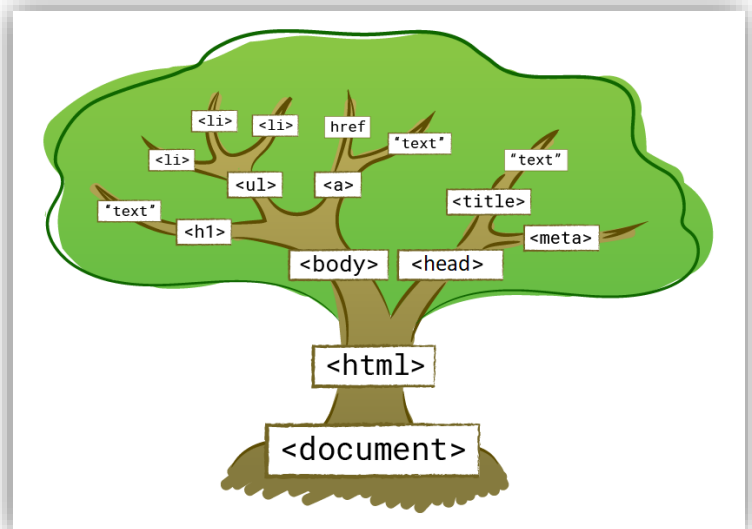 <li>
<li>
href
"text"
<li>
"text"
<ul>
<a>
<title>
"text"
<h1>
<meta>
<body>
<head>
<html>
<document>